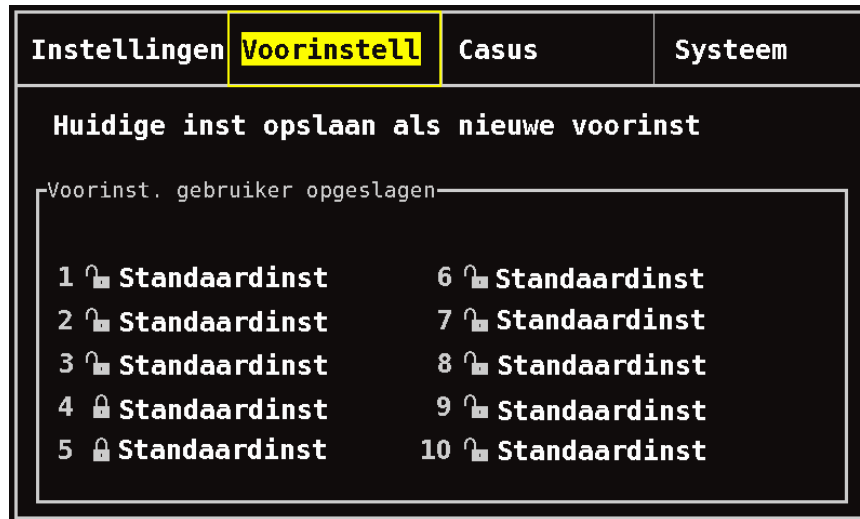 Instellingen Voorinstell Casus Systeem
Huidige inst opslaan als nieuwe voorinst
Voorinst. gebruiker opgeslagen
1 Standaardinst 6 Standaardinst
2 Standaardinst 7 Standaardinst
3 Standaardinst 8 Standaardinst
4 Standaardinst 9 Standaardinst
5 Standaardinst 10 Standaardinst